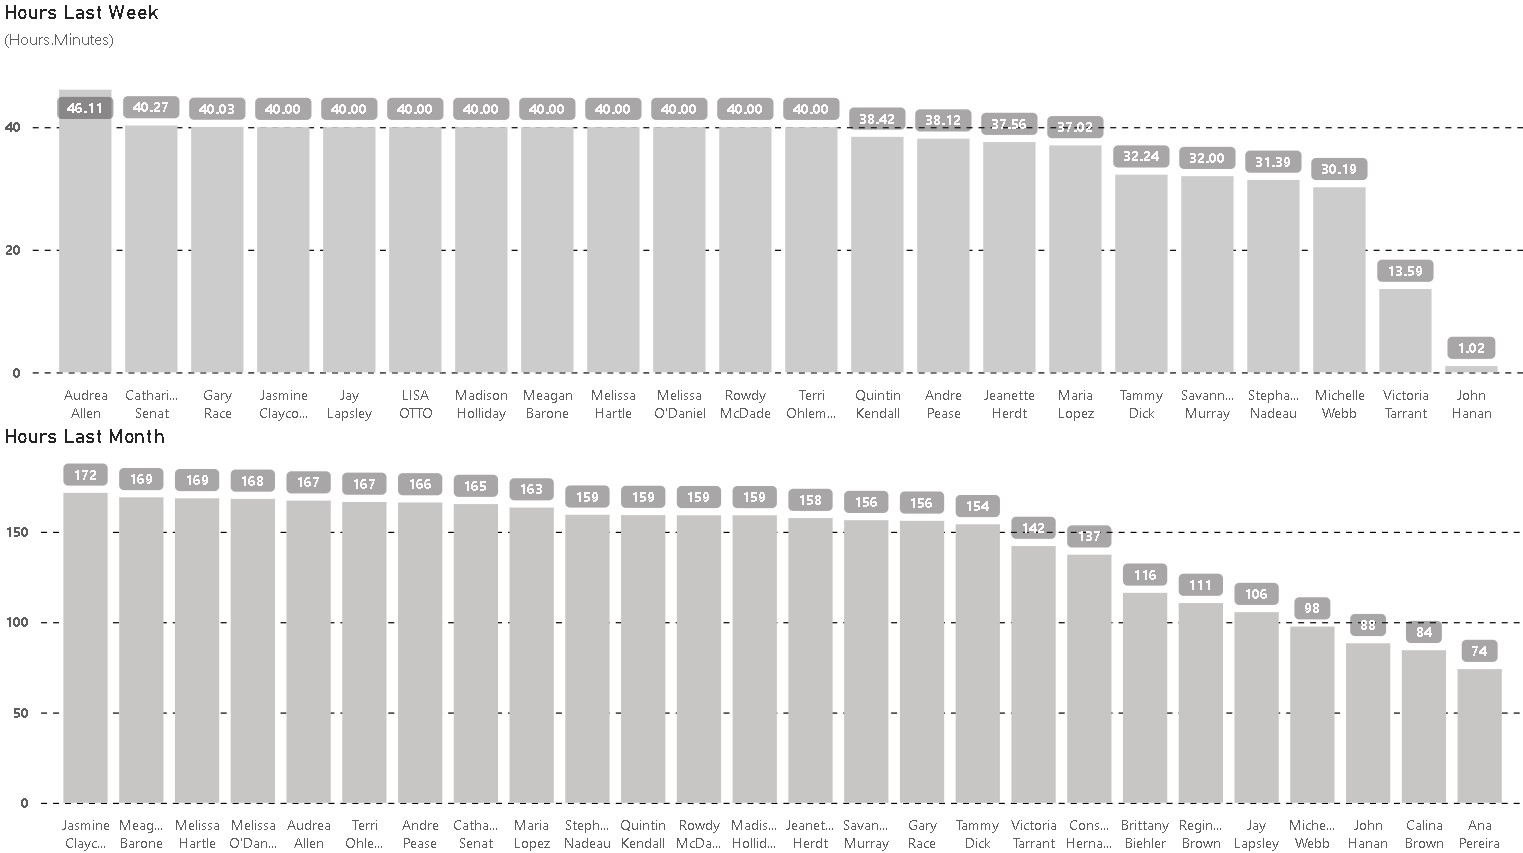 Hours Last Week
(Hours.Minutes)
46.11 40.27 40.03 40.00 40.00 40.00 40.00 40.00 40.00 40.00 40.00 40.00 38.42 38.12 37.56 37.02 32.24 32.00 31.39 30.19 13.59 1.02
40
20
0
Audrea Cathari... Gary Jasmine Jay LISA Madison Meagan Melissa Melissa Rowdy Terri Quintin Andre Jeanette Maria Tammy Savann... Stepha... Michelle Victoria John
Allen Senat Race Clayco... Lapsley OTTO Holliday Barone Hartle O'Daniel McDade Ohlem... Kendall Pease Herdt Lopez Dick Murray Nadeau Webb Tarrant Hanan
Hours Last Month
172 169 169 168 167 167 166 165 163 159 159 159 159 158 156 156 154 142 137 116 111 106 98 88 84 74
150
100
50
0
Jasmine Meag... Melissa Melissa Audrea Terri Andre Catha... Maria Steph... Quintin Rowdy Madis... Jeanet... Savan... Gary Tammy Victoria Cons... Brittany Regin... Jay Miche... John Calina Ana
Clayc... Barone Hartle O'Dan... Allen Ohle... Pease Senat Lopez Nadeau Kendall McDa... Hollid... Herdt Murray Race Dick Tarrant Herna... Biehler Brown Lapsley Webb Hanan Brown Pereira